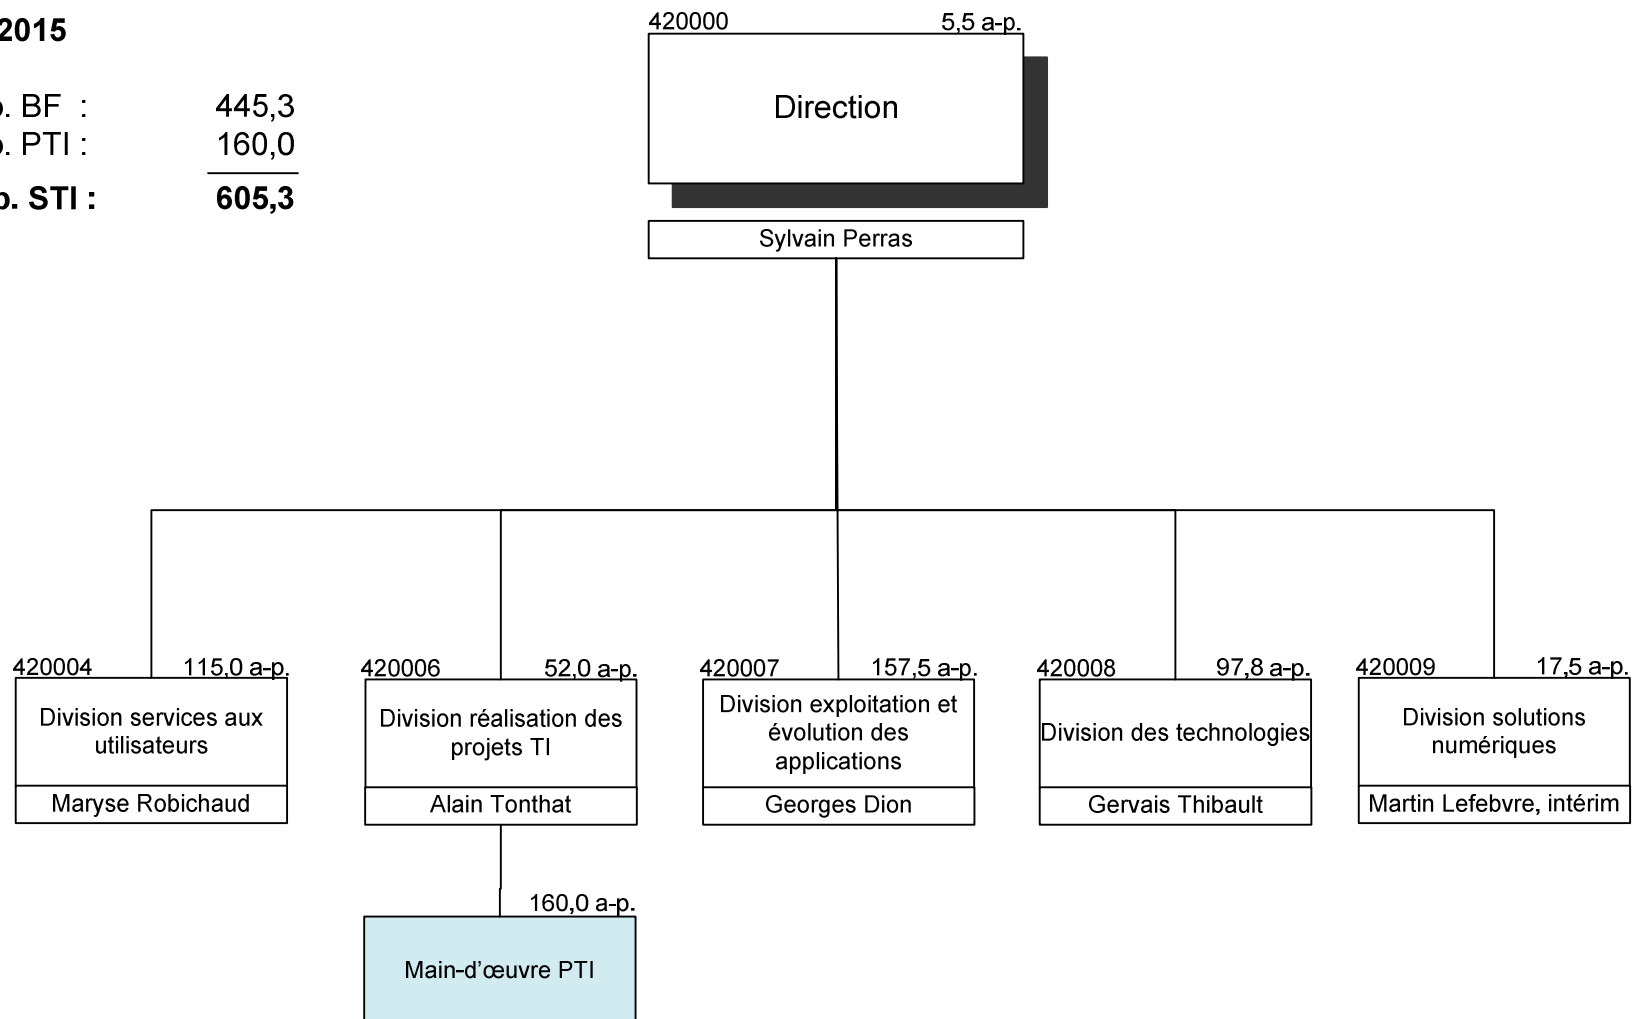 2015
BF : 445,3
PTI : 160,0
STI : 605,3
420000 5,5 a-p.
Direction
Sylvain Perras
420004 115,0 a-p.
Division services aux
utilisateurs
Maryse Robichaud
420006 52,0 a-p.
Division réalisation des
projets TI
Alain Tonthat
420007 157,5 a-p.
Division exploitation et
évolution des
applications
Georges Dion
420008 97,8 a-p.
Division des technologies
Gervais Thibault
420009 17,5 a-p.
Division solutions
numériques
Martin Lefebvre, intérim
160,0 a-p.
Main-d’œuvre PTI